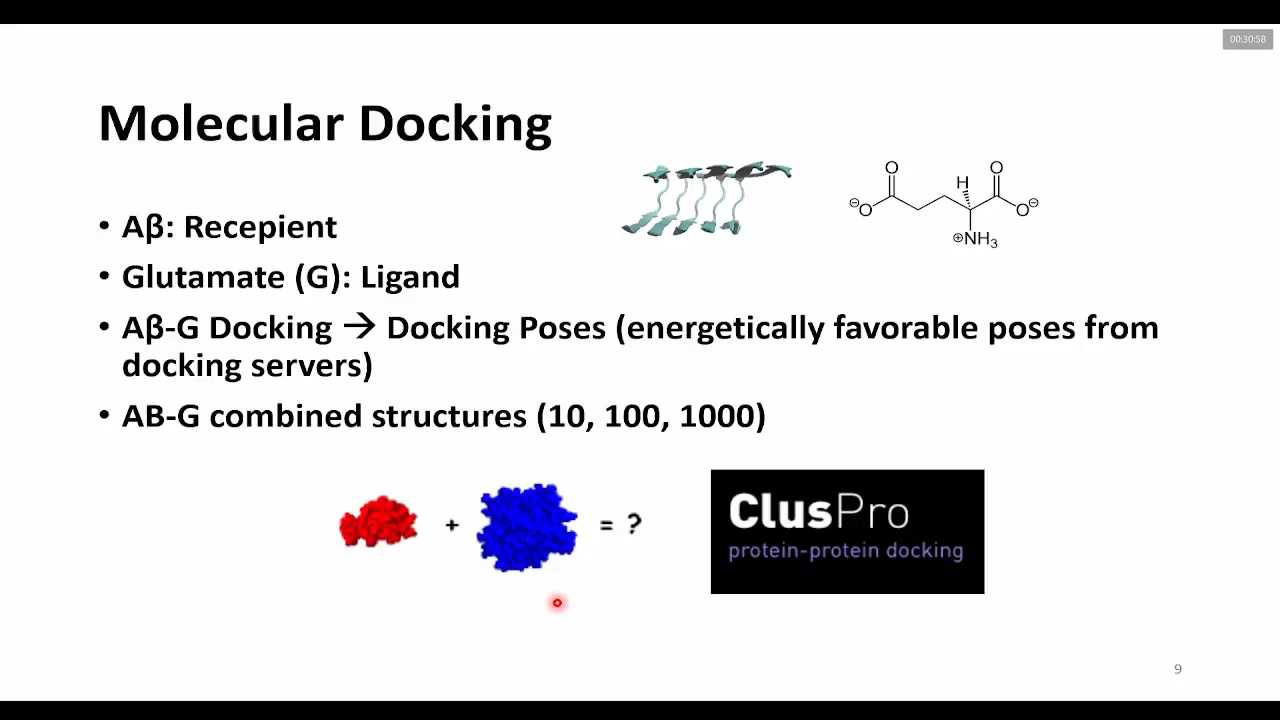 00:30:58
Molecular Docking
• Aβ: Recepient
• Glutamate (G): Ligand
• Aβ-G Docking → Docking Poses (energetically favorable poses from
docking servers)
• AB-G combined structures (10, 100, 1000)
O O
H
⊖O O⊖
⊕NH₃
+ = ?
ClusPro
protein-protein docking
9